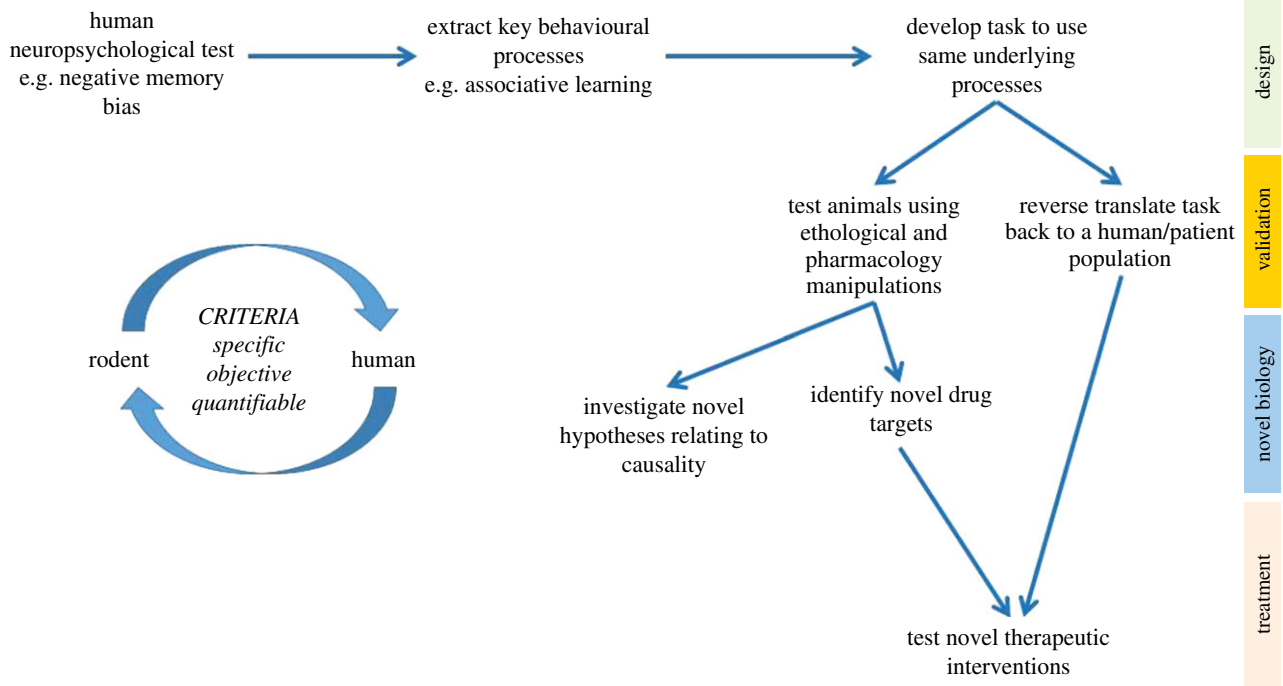 human
neuropsychological test
e.g. negative memory
bias
extract key behavioural
processes
e.g. associative learning
develop task to use
same underlying
processes
design
test animals using
ethological and
pharmacology
manipulations
reverse translate task
back to a human/patient
population
validation
CRITERIA
specific
objective
quantifiable
rodent
human
investigate novel
hypotheses relating to
causality
identify novel drug
targets
novel biology
test novel therapeutic
interventions
treatment